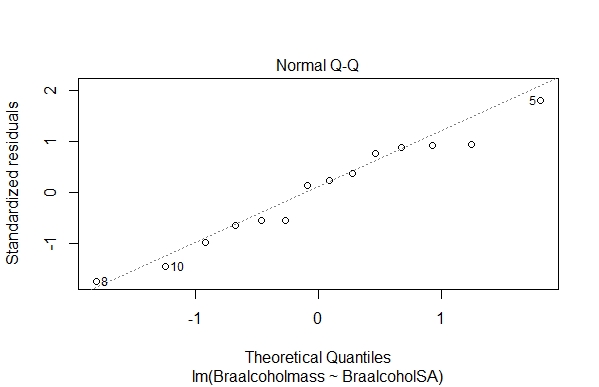 Normal Q-Q
Standardized residuals
2
1
0
-1
5
10
8
-1
0
1
Theoretical Quantiles
lm(Braalcoholmass ~ BraalcoholSA)